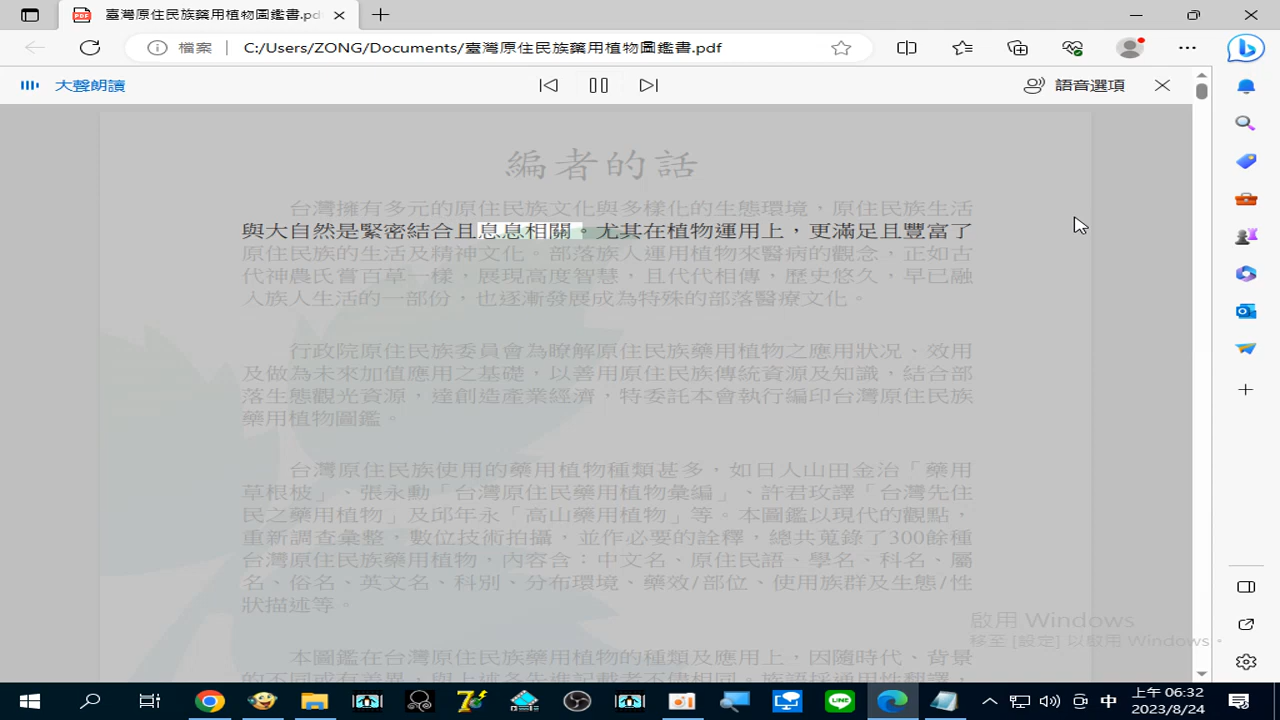 臺灣原住民族藥用植物圖鑑書.pd
檔案
C:/Users/ZONG/Documents/臺灣原住民族藥用植物圖鑑書.pdf
大聲朗讀
語音選項
編者的話
台灣擁有多元的原住民族文化與多樣化的生態環境，原住民族生活
與大自然是緊密結合且息息相關。尤其在植物運用上，更滿足且豐富了
原住民族的生活及精神文化。部落族人運用植物來醫病的觀念，正如古
代神農氏嘗百草一樣，展現高度智慧，且代代相傳，歷史悠久，早已融
入族人生活的一部份，也逐漸發展成為特殊的部落醫療文化。
行政院原住民族委員會為瞭解原住民族藥用植物之應用狀況、效用
及做為未來加值應用之基礎，以善用原住民族傳統資源及知識，結合部
落生態觀光資源，達創造產業經濟，特委託本會執行編印台灣原住民族
藥用植物圖鑑。
台灣原住民族使用的藥用植物種類甚多，如日人山田金治「藥用
草根柀」、張永勳「台灣原住民藥用植物彙編」、許君玫譯「台灣先住
民之藥用植物」及邱年永「高山藥用植物」等。本圖鑑以現代的觀點，
重新調查彙整，數位技術拍攝，並作必要的詮釋，總共蒐錄了300餘種
台灣原住民族藥用植物，內容含：中文名、原住民語、學名、科名、屬
名、俗名、英文名、科別、分布環境、藥效/部位、使用族群及生態/性
狀描述等。
本圖鑑在台灣原住民族藥用植物的種類及應用上，因隨時代、背景
啟用 Windows
移至 [設定] 以啟用 Windows。
中
上午 06:32
2023/8/24